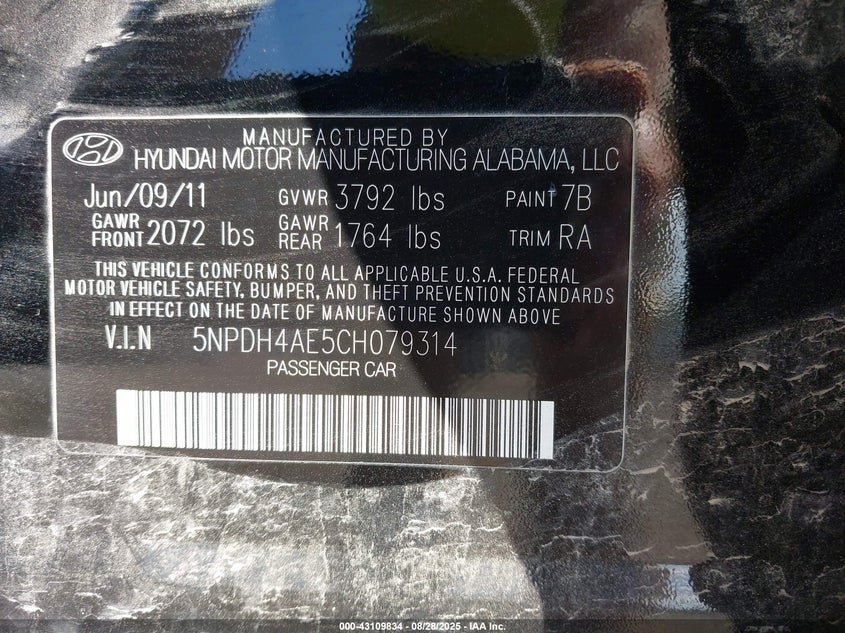 MANUFACTURED BY
HYUNDAI MOTOR MANUFACTURING ALABAMA, LLC
Jun/09/11 GVWR 3792 lbs PAINT 7B
GAWR FRONT 2072 lbs GAWR REAR 1764 lbs TRIM RA
THIS VEHICLE CONFORMS TO ALL APPLICABLE U.S.A. FEDERAL
MOTOR VEHICLE SAFETY, BUMPER, AND THEFT PREVENTION STANDARDS
IN EFFECT ON THE DATE OF MANUFACTURE SHOWN ABOVE
V.I.N 5NPDH4AE5CH079314
PASSENGER CAR
000-43109834 - 08/28/2025 - IAA Inc.